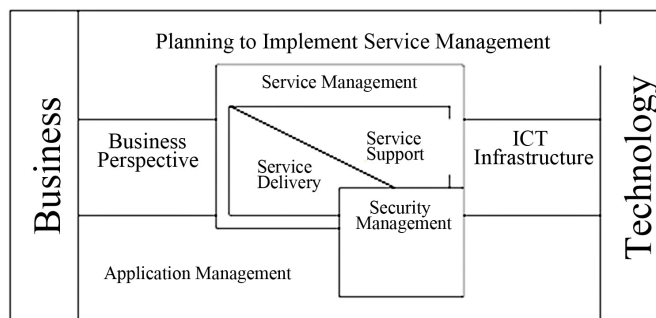 Planning to Implement Service Management
Business
Technology
Service Management
Business
Perspective
Service
Support
Service
Delivery
ICT
Infrastructure
Security
Management
Application Management